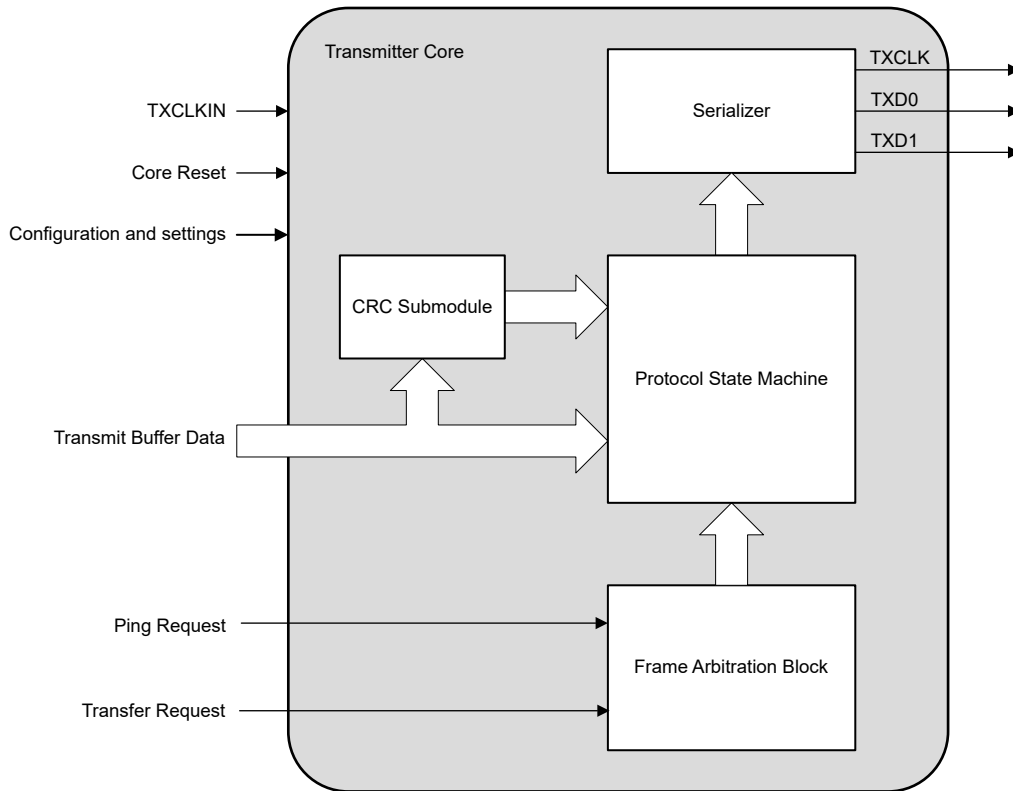 Transmitter Core
TXCLK
TXCLKIN
Serializer
TXD0
TXD1
Core Reset
Configuration and settings
CRC Submodule
Protocol State Machine
Transmit Buffer Data
Ping Request
Frame Arbitration Block
Transfer Request